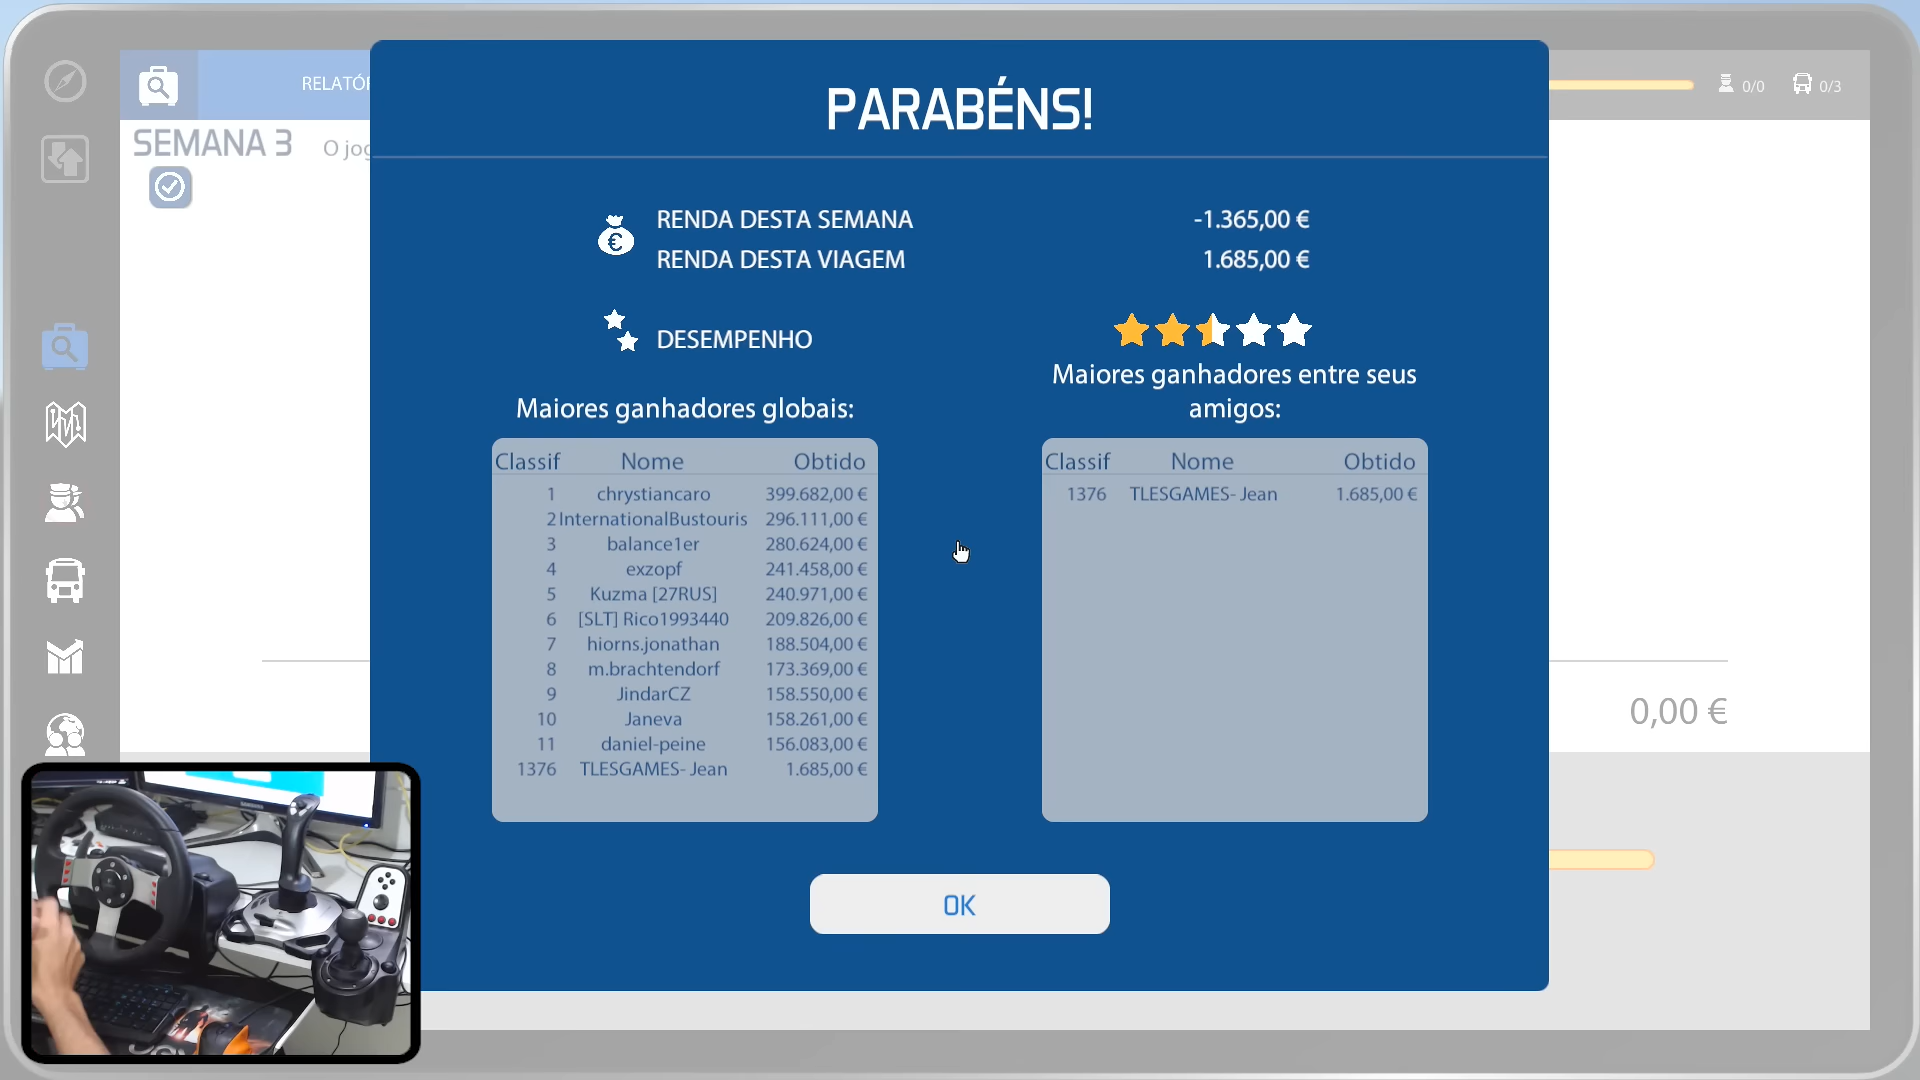 RELATÓR
0/0
0/3
SEMANA 3
O jog
PARABÉNS!
RENDA DESTA SEMANA -1.365,00 €
RENDA DESTA VIAGEM 1.685,00 €
DESEMPENHO
Maiores ganhadores globais:
Classif Nome Obtido
1 chrystiancaro 399.682,00 €
2 InternationalBustouris 296.111,00 €
3 balance1er 280.624,00 €
4 exzopf 241.458,00 €
5 Kuzma [27RUS] 240.971,00 €
6 [SLT] Rico1993440 209.826,00 €
7 hiorns.jonathan 188.504,00 €
8 m.brachtendorf 173.369,00 €
9 JindarCZ 158.550,00 €
10 Janeva 158.261,00 €
11 daniel-peine 156.083,00 €
1376 TLESGAMES- Jean 1.685,00 €
Maiores ganhadores entre seus
amigos:
Classif Nome Obtido
1376 TLESGAMES- Jean 1.685,00 €
0,00 €
OK